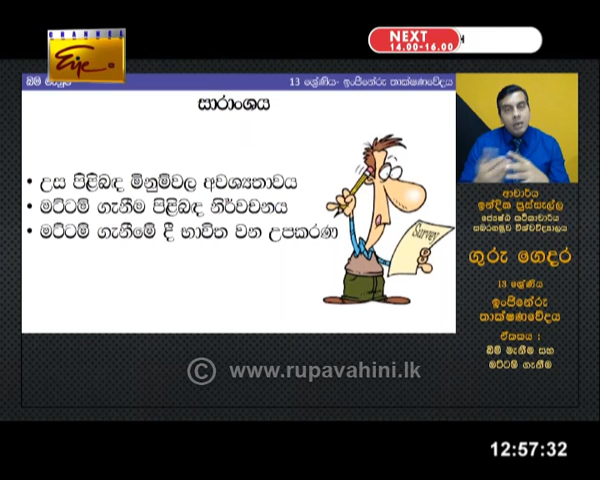 CHANNEL
Eye
NEXT
14.00-16.00
බිම් මැනුම
13 ශ්‍රේණිය- ඉංජිනේරු තාක්ෂණවේදය
සාරාංශය
• උස පිළිබඳ මිනුම්වල අවශ්‍යතාවය
• මට්ටම් ගැනීම පිළිබඳ නිර්වචනය
• මට්ටම් ගැනීමේ දී භාවිත වන උපකරණ
Survey
ආචාර්ය
ඉන්දික පුස්සැල්ල
ජ්‍යෙෂ්ඨ කථිකාචාර්ය
සබරගමුව විශ්වවිද්‍යාලය
ගුරු ගෙදර
13 ශ්‍රේණිය
ඉංජිනේරු
තාක්ෂණවේදය
ඒකකය :
බිම් මැනීම සහ
මට්ටම් ගැනීම
© www.rupavahini.lk
12:57:32